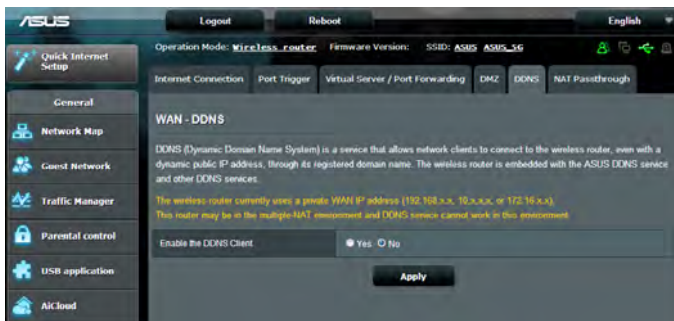 ASUS
Logout
Reboot
English
Quick Internet Setup
Operation Mode: Wireless router Firmware Version: SSID: ASUS ASUS_5G
Internet Connection
Port Trigger
Virtual Server / Port Forwarding
DMZ
DDNS
NAT Passthrough
General
Network Map
Guest Network
Traffic Manager
Parental control
USB application
AiCloud
WAN - DDNS
DDNS (Dynamic Domain Name System) is a service that allows network clients to connect to the wireless router, even with a
dynamic public IP address, through its registered domain name. The wireless router is embedded with the ASUS DDNS service
and other DDNS services.
The wireless router currently uses a private WAN IP address (192.168.x.x, 10.x.x.x, or 172.16.x.x).
This router may be in the multiple-NAT environment and DDNS service cannot work in this environment.
Enable the DDNS Client
Yes No
Apply